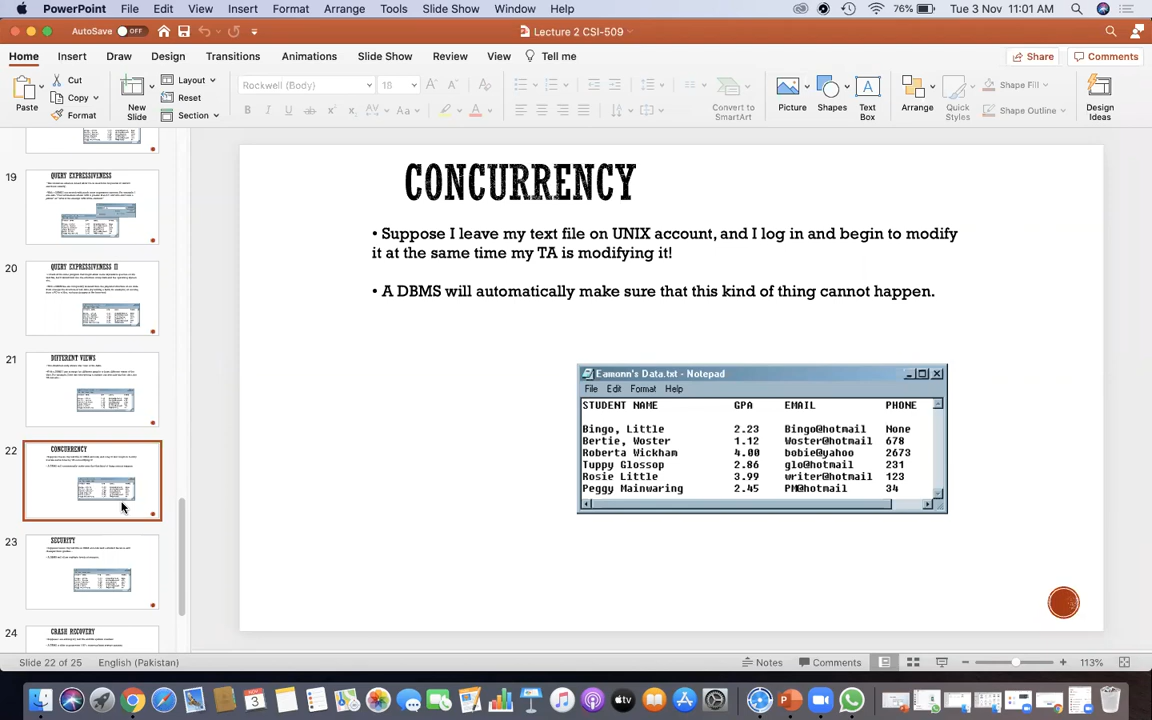 PowerPoint File Edit View Insert Format Arrange Tools Slide Show Window Help 76% Tue 3 Nov 11:01 AM
AutoSave OFF Lecture 2 CSI-509
Home Insert Draw Design Transitions Animations Slide Show Review View Tell me Share Comments
Paste Cut Copy Format New Slide Layout Reset Section Rockwell (Body) 18 Convert to SmartArt Picture Shapes Text Box Arrange Quick Styles Shape Fill Shape Outline Design Ideas
19 QUERY EXPRESSIVENESS
20 QUERY EXPRESSIVENESS II
21 DIFFERENT VIEWS
22 CONCURRENCY
23 SECURITY
24 CRASH RECOVERY
CONCURRENCY
• Suppose I leave my text file on UNIX account, and I log in and begin to modify
it at the same time my TA is modifying it!
• A DBMS will automatically make sure that this kind of thing cannot happen.
Eamonn's Data.txt - Notepad
File Edit Format Help
STUDENT NAME GPA EMAIL PHONE
Bingo, Little 2.23 Bingo@hotmail None
Bertie, Woster 1.12 Woster@hotmail 678
Roberta Wickham 4.00 bobie@yahoo 2673
Tuppy Glossop 2.86 glo@hotmail 231
Rosie Little 3.99 writer@hotmail 123
Peggy Mainwaring 2.45 PM@hotmail 34
Slide 22 of 25 English (Pakistan) Notes Comments 113%